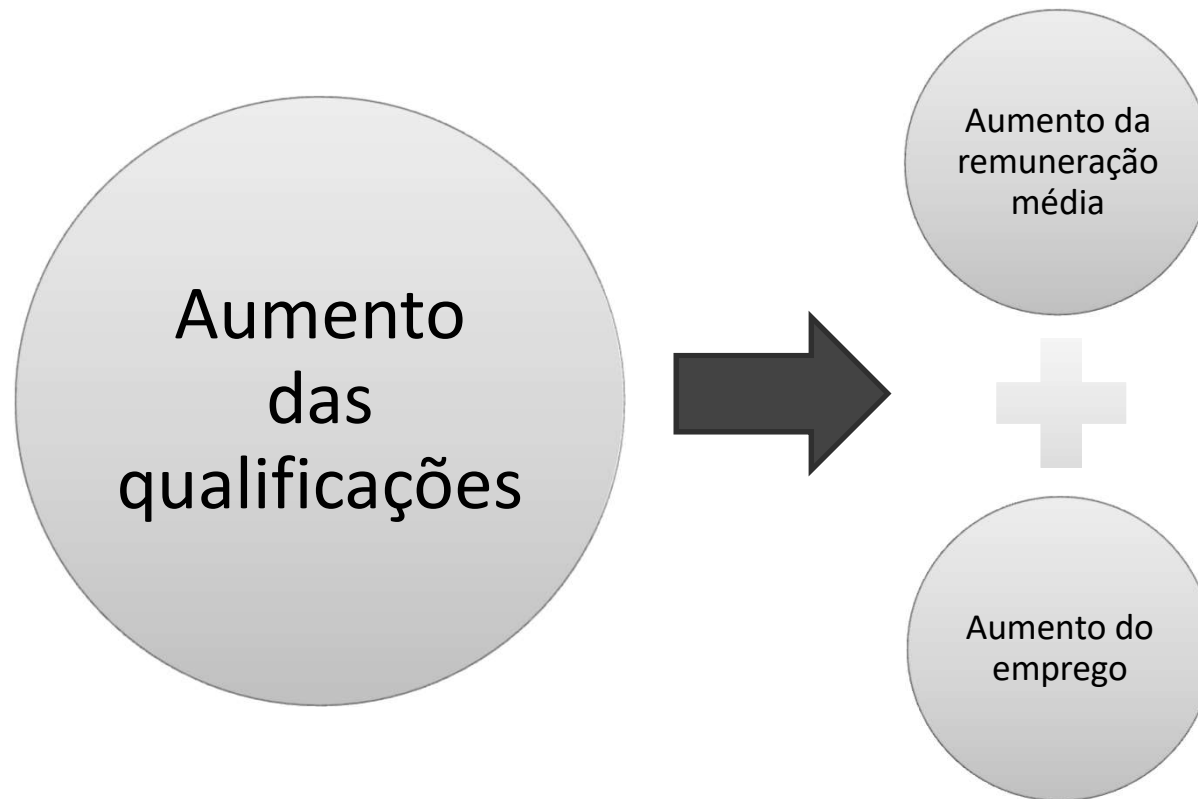 Aumento
das
qualificações
Aumento da
remuneração
média
Aumento do
emprego